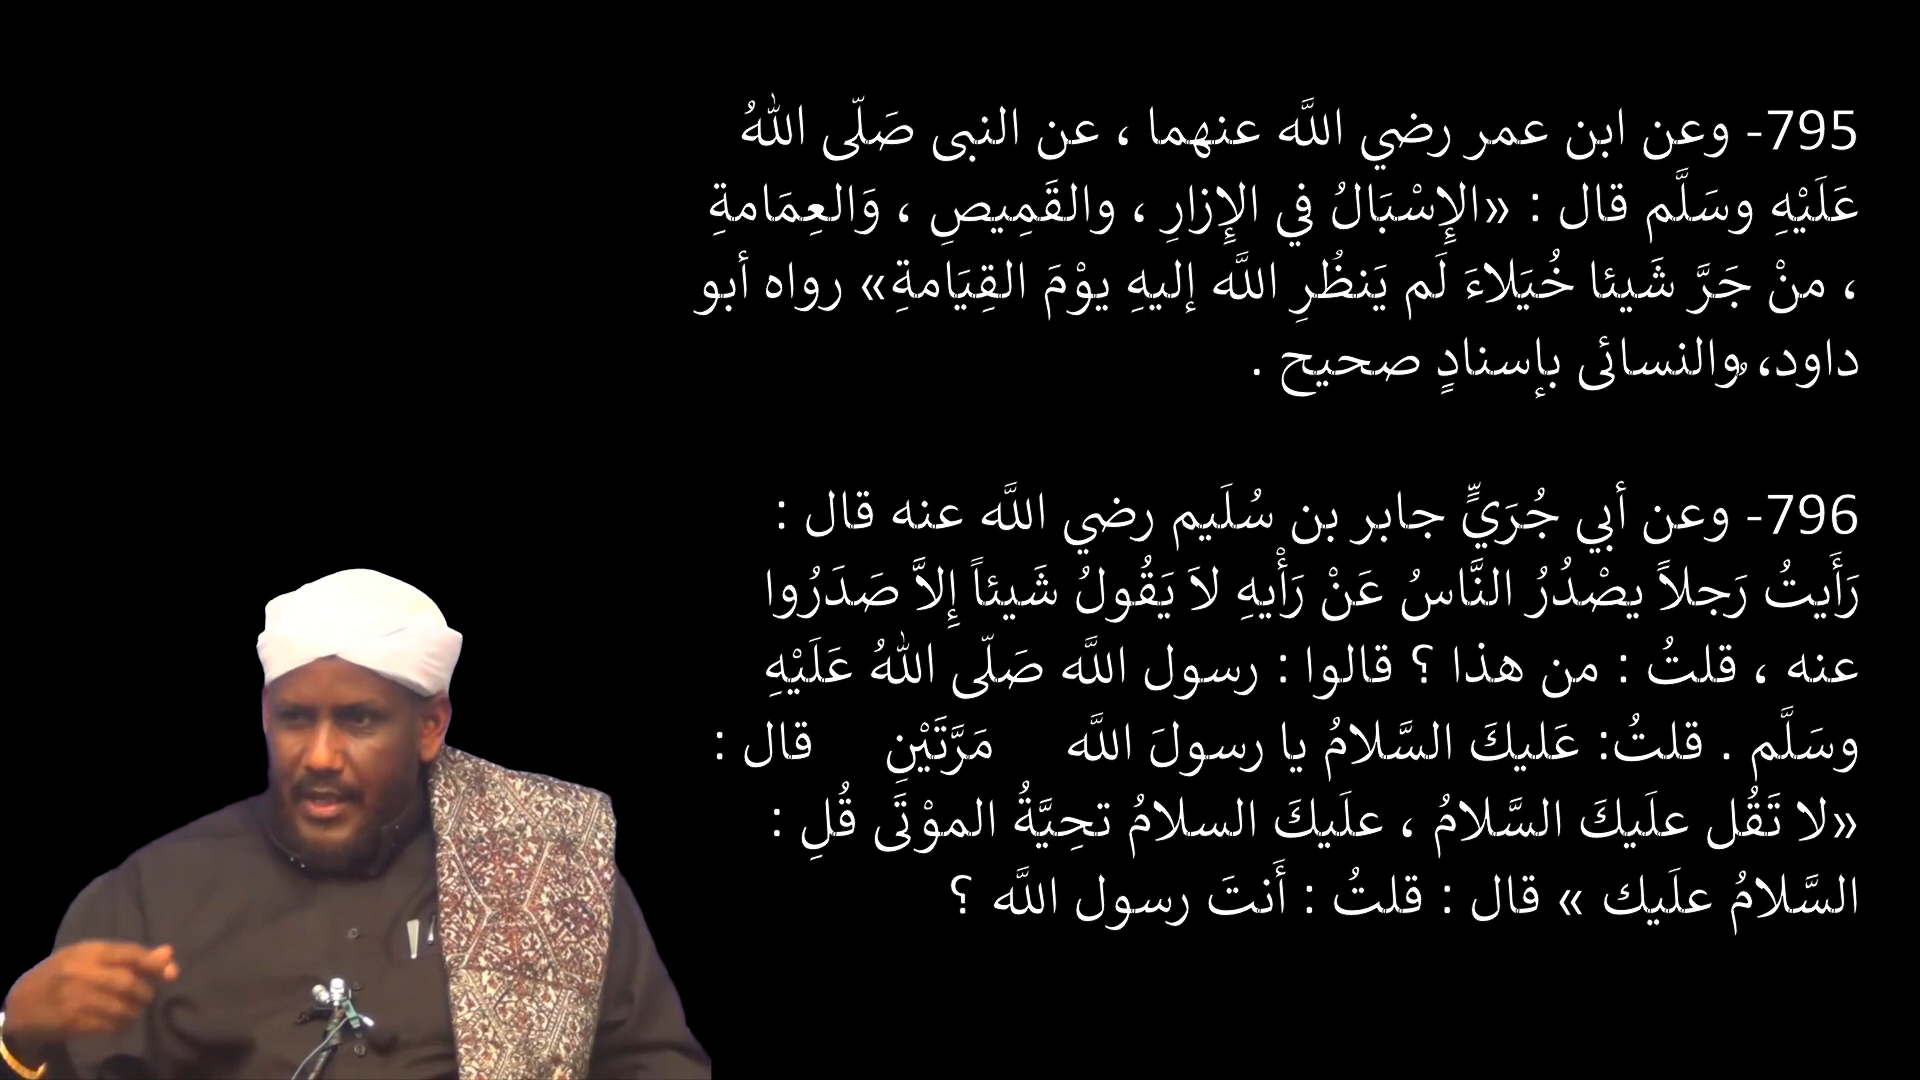 795- وعن ابن عمر رضي اللَّه عنهما ، عن النبى صَلّى اللهُ
عَلَيْهِ وسَلَّم قال : «الإِسْبَالُ في الإِزارِ ، والقَمِيصِ ، وَالعِمَامةِ
، منْ جَرَّ شَيئا خُيَلاءَ لَم يَنظُرِ اللَّه إليهِ يوْمَ القِيَامةِ» رواه أبو
داود، والنسائى بإسنادٍ صحيح .
796- وعن أبي جُرَيٍّ جابر بن سُلَيم رضي اللَّه عنه قال :
رَأَيتُ رَجلاً يصْدُرُ النَّاسُ عَنْ رَأْيهِ لاَ يَقُولُ شَيئاً إِلاَّ صَدَرُوا
عنه ، قلتُ : من هذا ؟ قالوا : رسول اللَّه صَلّى اللهُ عَلَيْهِ
وسَلَّم . قلتُ: عَليكَ السَّلامُ يا رسولَ اللَّه مَرَّتَيْنِ قال :
«لا تَقُل علَيكَ السَّلامُ ، علَيكَ السلامُ تحِيَّةُ الموْتَى قُلِ :
السَّلامُ علَيك » قال : قلتُ : أَنتَ رسول اللَّه ؟